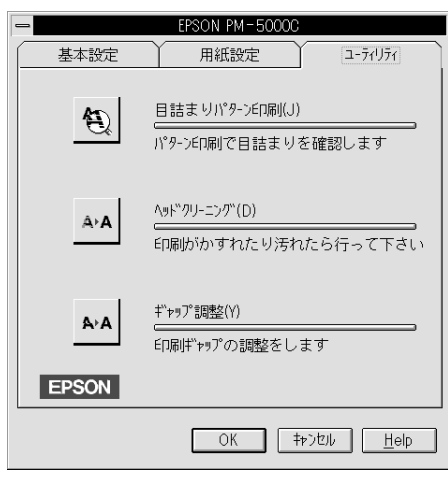 EPSON PM-5000C
基本設定 用紙設定 ﾕｰﾃｨﾘﾃｨ
目詰まりﾊﾟﾀｰﾝ印刷(J)
ﾊﾟﾀｰﾝ印刷で目詰まりを確認します
ﾍｯﾄﾞｸﾘｰﾆﾝｸﾞ(D)
印刷がかすれたり汚れたら行って下さい
ｷﾞｬｯﾌﾟ調整(Y)
印刷ｷﾞｬｯﾌﾟの調整をします
EPSON
OK ｷｬﾝｾﾙ Help